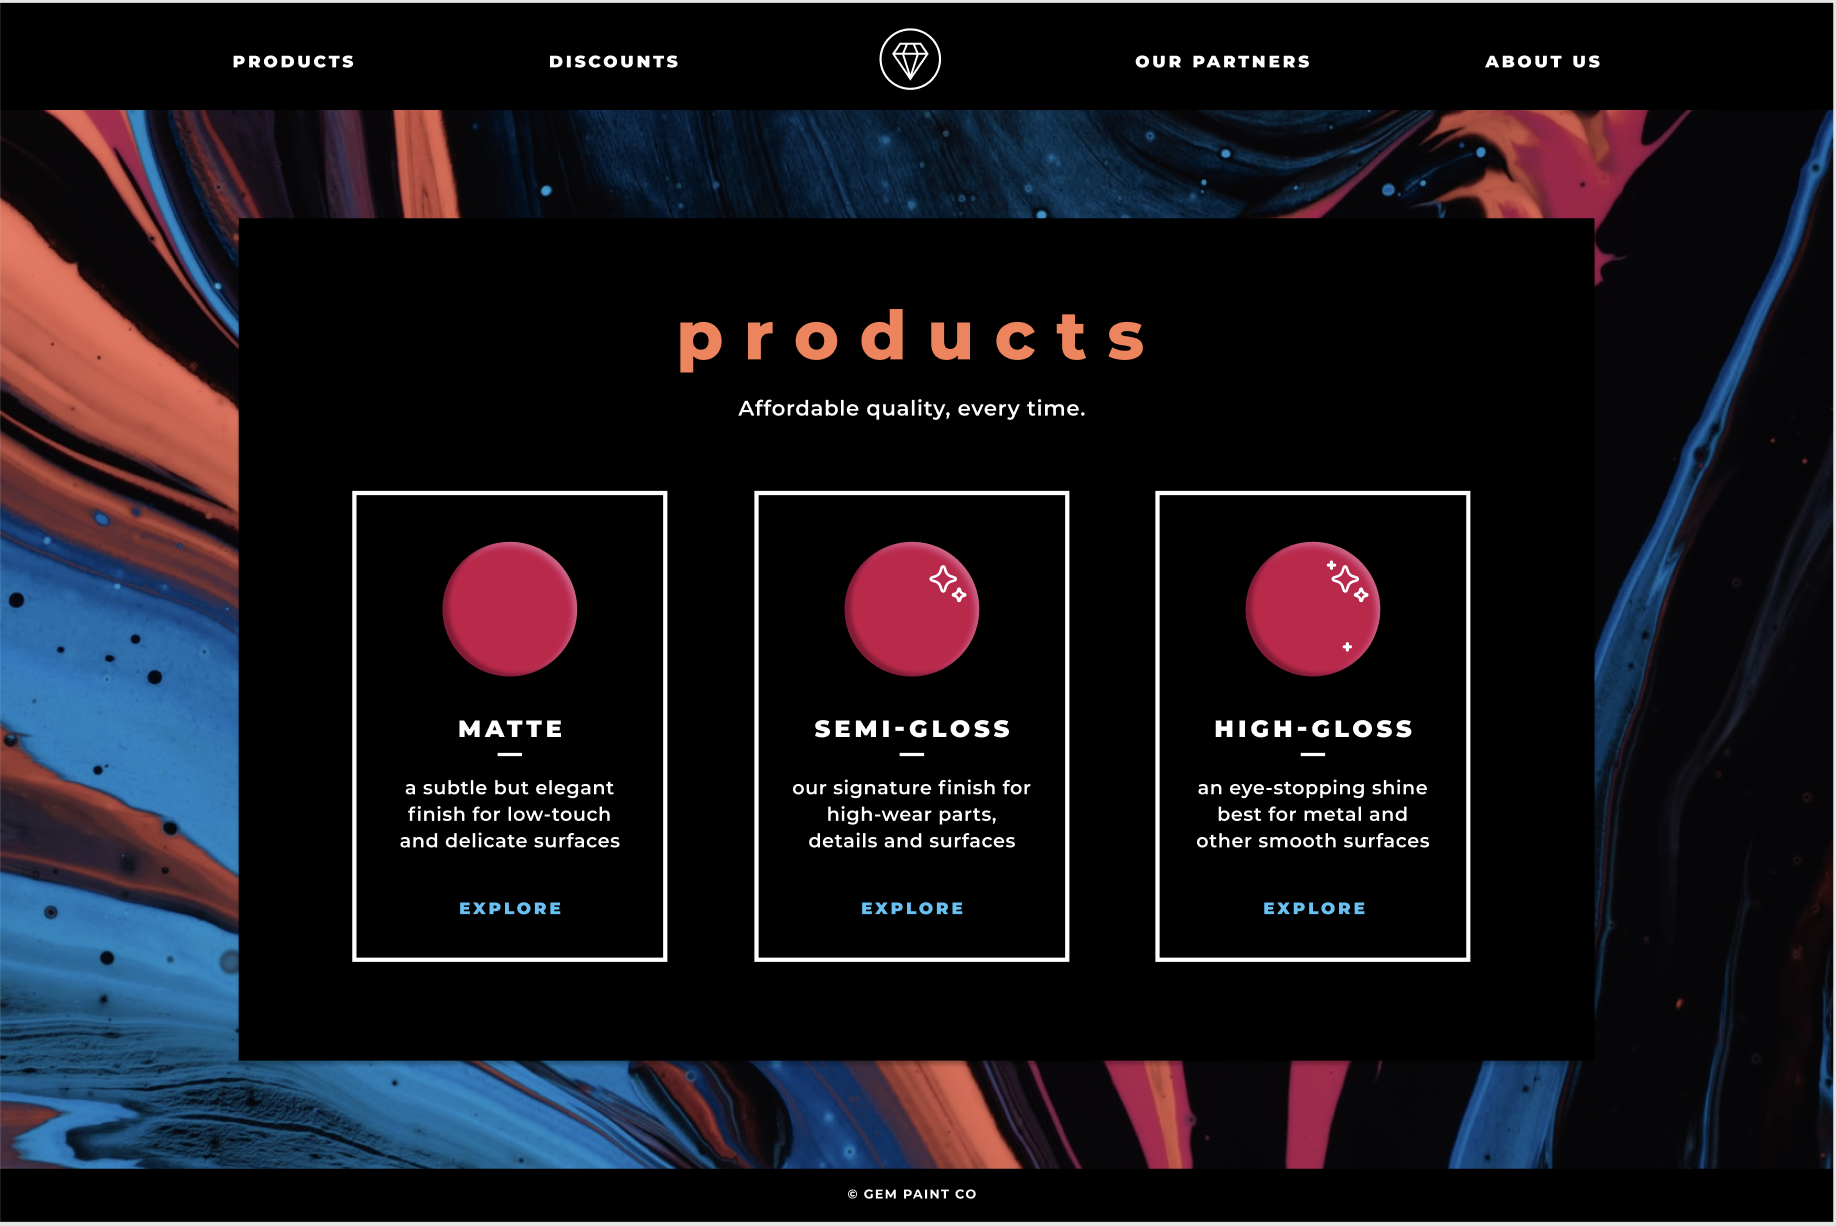 PRODUCTS
DISCOUNTS
OUR PARTNERS
ABOUT US
products
Affordable quality, every time.
MATTE
a subtle but elegant
finish for low-touch
and delicate surfaces
EXPLORE
SEMI-GLOSS
our signature finish for
high-wear parts,
details and surfaces
EXPLORE
HIGH-GLOSS
an eye-stopping shine
best for metal and
other smooth surfaces
EXPLORE
© GEM PAINT CO